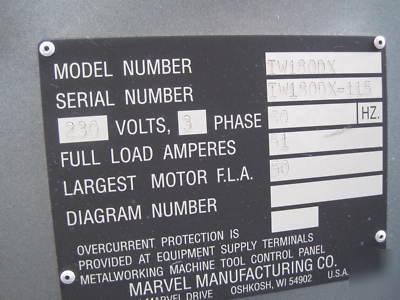 MODEL NUMBER TW1800X
SERIAL NUMBER TW1800X-115
230 VOLTS, 3 PHASE 60 HZ.
FULL LOAD AMPERES 31
LARGEST MOTOR F.L.A.
DIAGRAM NUMBER
OVERCURRENT PROTECTION IS
PROVIDED AT EQUIPMENT SUPPLY TERMINALS
METALWORKING MACHINE TOOL CONTROL PANEL
MARVEL MANUFACTURING CO.
MARVEL DRIVE OSHKOSH, WI 54902 U.S.A.